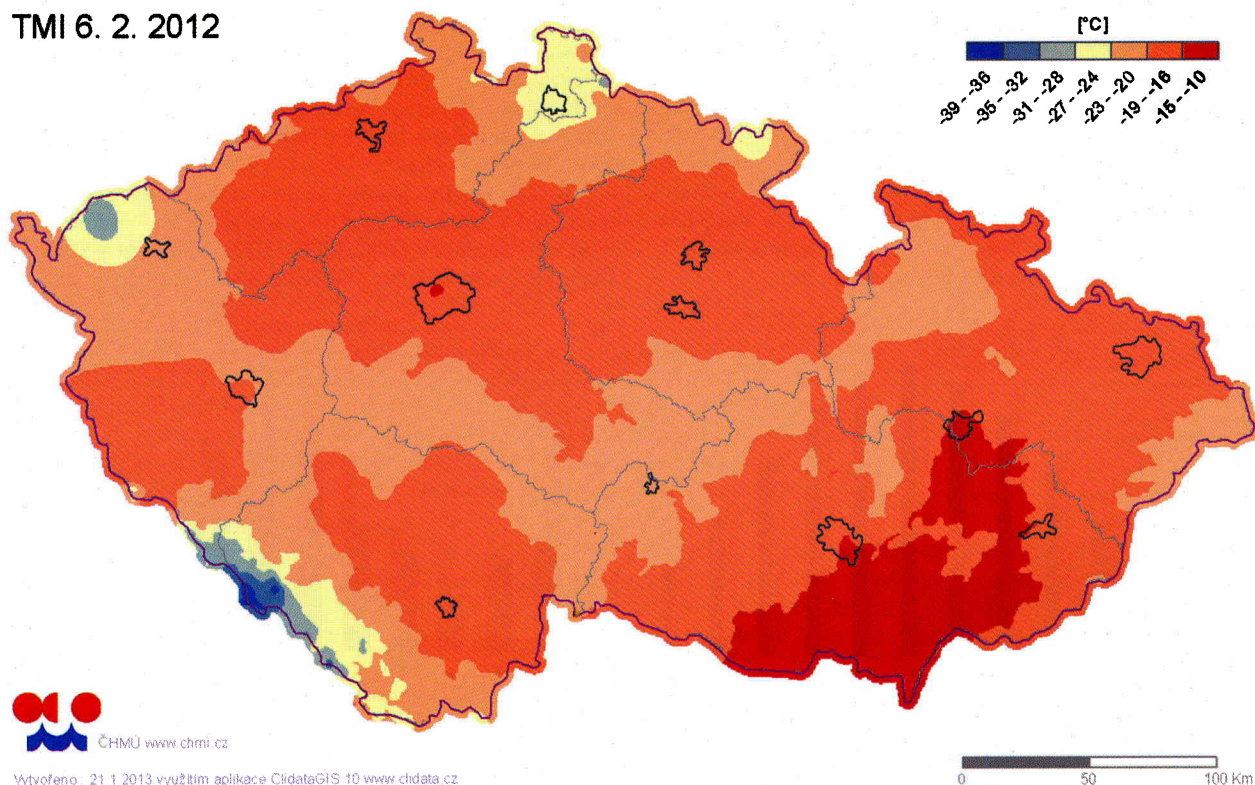 TMI 6. 2. 2012
[°C]
-39 - -36
-35 - -32
-31 - -28
-27 - -24
-23 - -20
-19 - -16
-15 - -10
ČHMÚ www.chmi.cz
Vytvořeno: 21 1 2013 využitím aplikace ClidataGIS 10 www.clidata.cz
0 50 100 Km